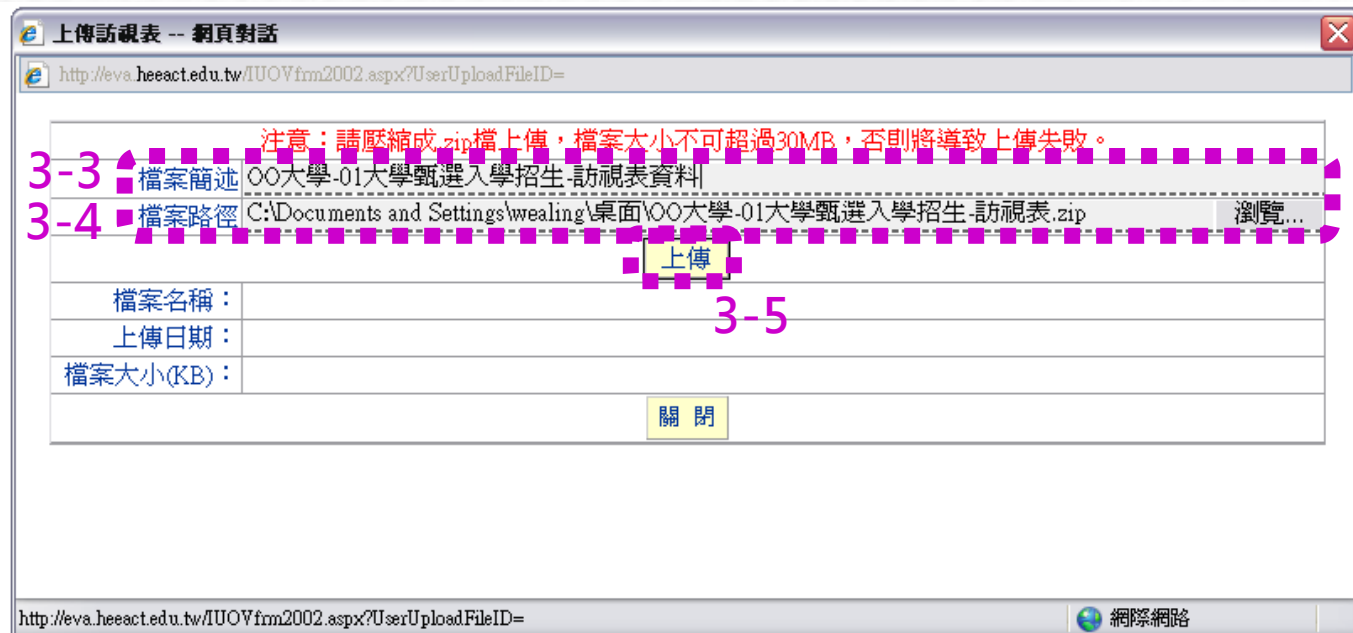 上傳訪視表 -- 網頁對話
http://eva.heeact.edu.tw/IUOVfrm2002.aspx?UserUploadFileID=
注意：請壓縮成.zip檔上傳，檔案大小不可超過30MB，否則將導致上傳失敗。
3-3 檔案簡述 OO大學-01大學甄選入學招生-訪視表資料
3-4 檔案路徑 C:\Documents and Settings\wealing\桌面\OO大學-01大學甄選入學招生-訪視表.zip 瀏覽...
上傳
3-5
檔案名稱：
上傳日期：
檔案大小(KB)：
關 閉
http://eva.heeact.edu.tw/IUOVfrm2002.aspx?UserUploadFileID= 網際網路